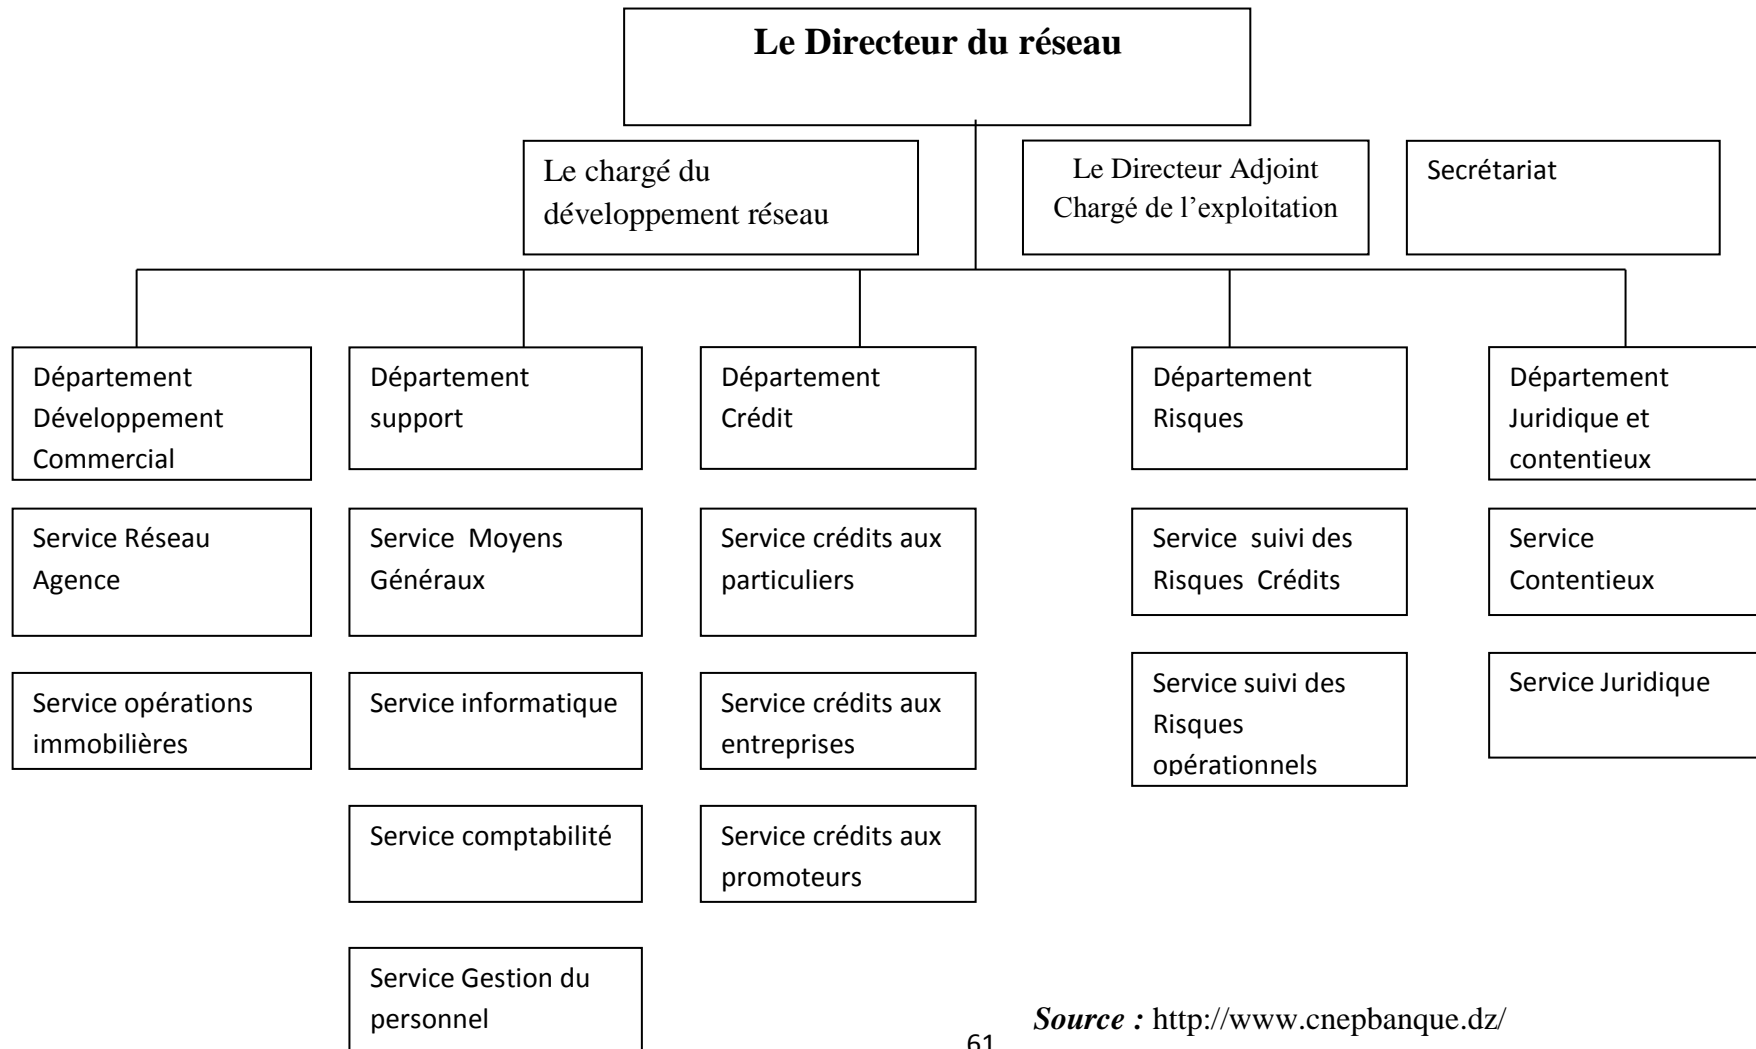 Le Directeur du réseau
Le chargé du
développement réseau
Le Directeur Adjoint
Chargé de l’exploitation
Secrétariat
Département
Développement
Commercial
Département
support
Département
Crédit
Département
Risques
Département
Juridique et
contentieux
Service Réseau
Agence
Service  Moyens
Généraux
Service crédits aux
particuliers
Service  suivi des
Risques  Crédits
Service
Contentieux
Service opérations
immobilières
Service informatique
Service crédits aux
entreprises
Service suivi des
Risques
opérationnels
Service Juridique
Service comptabilité
Service crédits aux
promoteurs
Service Gestion du
personnel
Source : http://www.cnepbanque.dz/
61